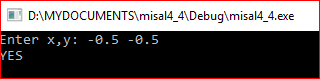 D:\MYDOCUMENTS\misal4_4\Debug\misal4_4.exe
Enter x,y: -0.5 -0.5
YES